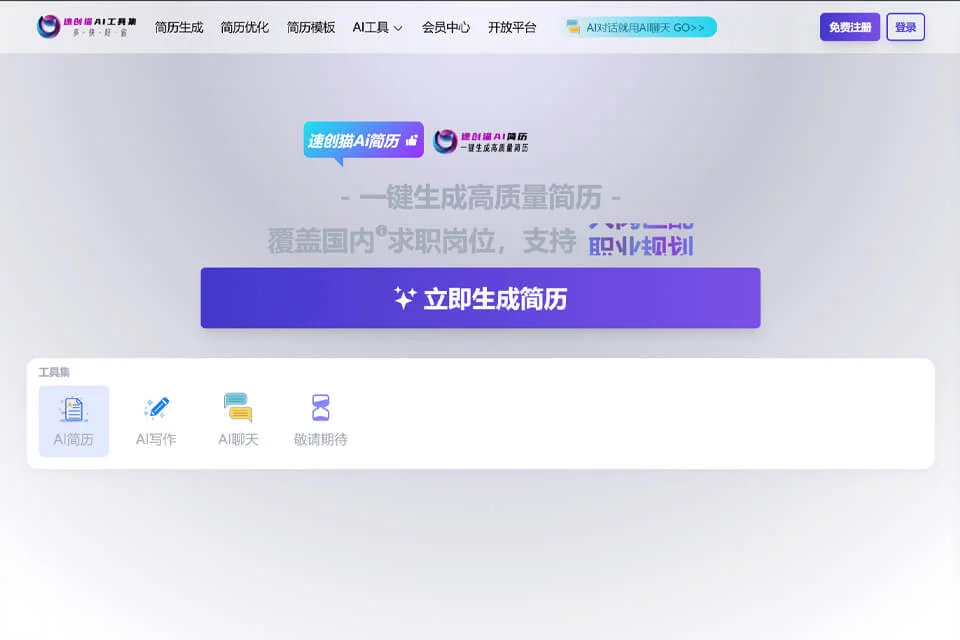 速创猫AI工具集
多·快·好·省
简历生成
简历优化
简历模板
AI工具
会员中心
开放平台
AI对话就用AI聊天 GO>>
免费注册
登录
速创猫Ai简历
速创猫AI简历
一键生成高质量简历
- 一键生成高质量简历 -
覆盖国内 求职岗位，支持 职业规划
立即生成简历
工具集
AI简历
AI写作
AI聊天
敬请期待